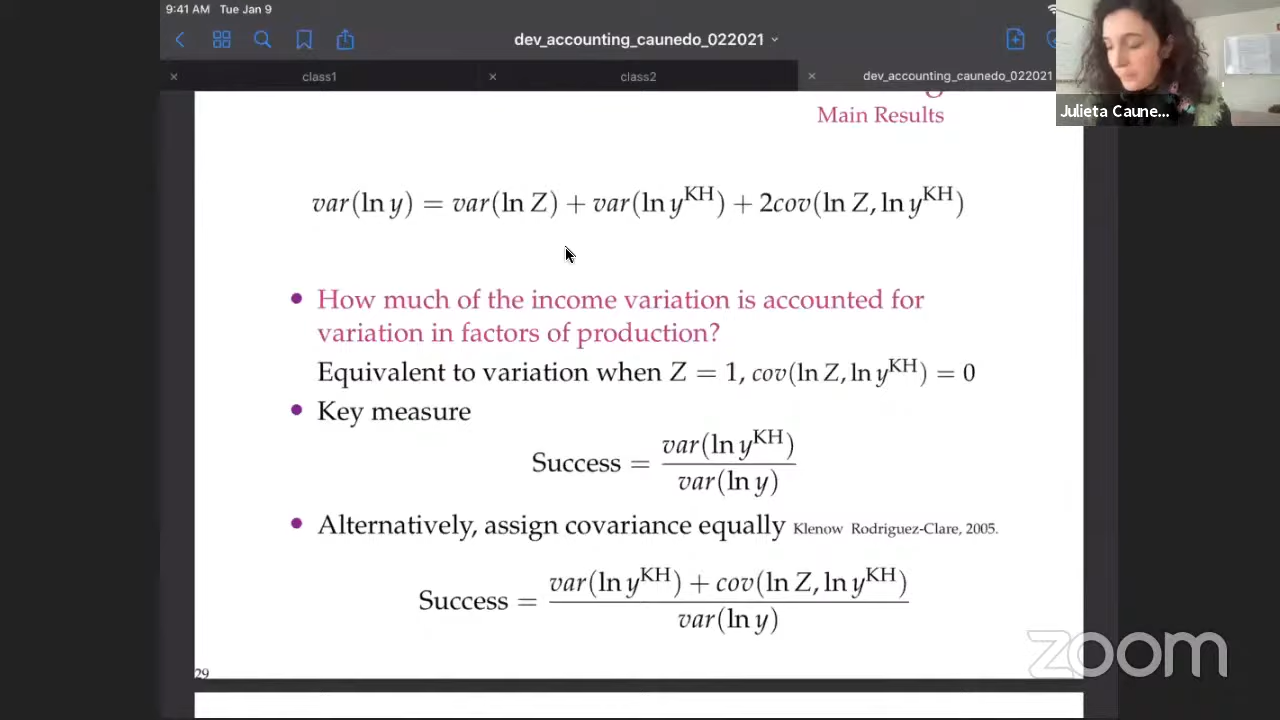 9:41 AM Tue Jan 9
dev_accounting_caunedo_022021
class1
class2
dev_accounting_caunedo_022021
Julieta Caune...
Main Results
var(ln y) = var(ln Z) + var(ln y^KH) + 2cov(ln Z, ln y^KH)
• How much of the income variation is accounted for
variation in factors of production?
Equivalent to variation when Z = 1, cov(ln Z, ln y^KH) = 0
• Key measure
Success = var(ln y^KH) / var(ln y)
• Alternatively, assign covariance equally Klenow Rodriguez-Clare, 2005.
Success = (var(ln y^KH) + cov(ln Z, ln y^KH)) / var(ln y)
29
zoom